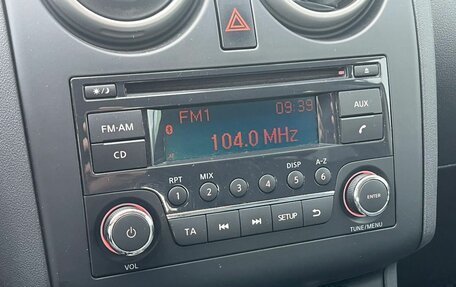 FM1 09:39
104.0 MHz
FM·AM
CD
AUX
RPT MIX DISP A-Z
1 2 3 4 5 6
TA SETUP
VOL
ENTER
TUNE/MENU